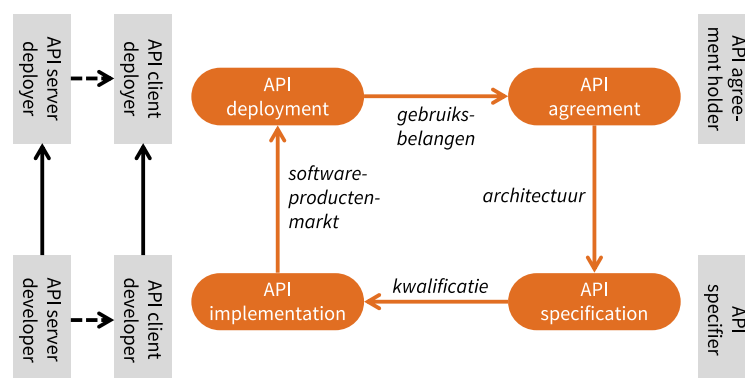 API server
deployer
API client
deployer
API
deployment
gebruiks-
belangen
API
agreement
API agree-
ment holder
software-
producten-
markt
architectuur
API server
developer
API client
developer
API
implementation
kwalificatie
API
specification
API
specifier